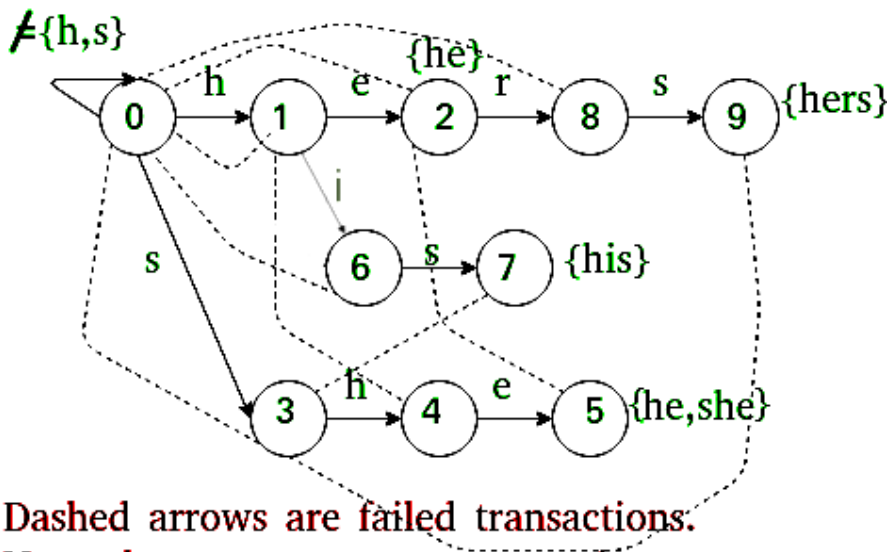 ≠{h,s}
{he}
h e r s
0 1 2 8 9 {hers}
i
s 6 s 7 {his}
h e
3 4 5 {he,she}
Dashed arrows are failed transactions.